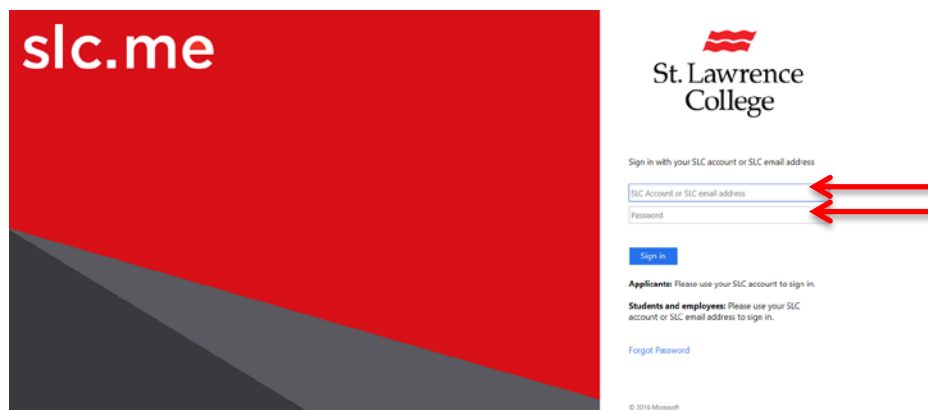 slc.me
St. Lawrence
College
Sign in with your SLC account or SLC email address
SLC Account or SLC email address
Password
Sign in
Applicants: Please use your SLC account to sign in.
Students and employees: Please use your SLC
account or SLC email address to sign in.
Forgot Password
© 2016 Microsoft